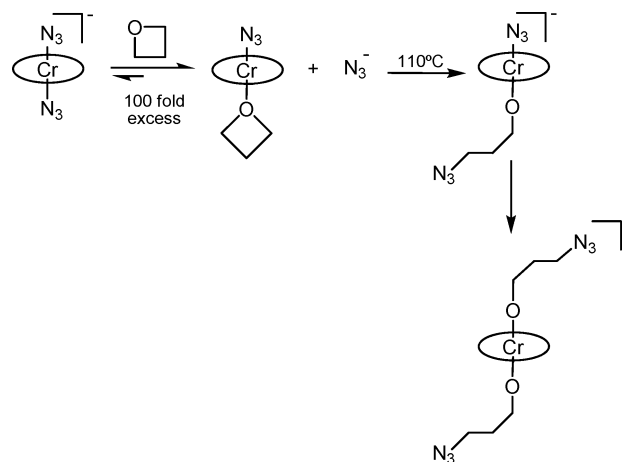 N3 ⁻
Cr
N3
O
100 fold
excess
N3
Cr
O
+ N3⁻
110ºC
N3 ⁻
Cr
O
N3
N3
O
Cr
O
N3